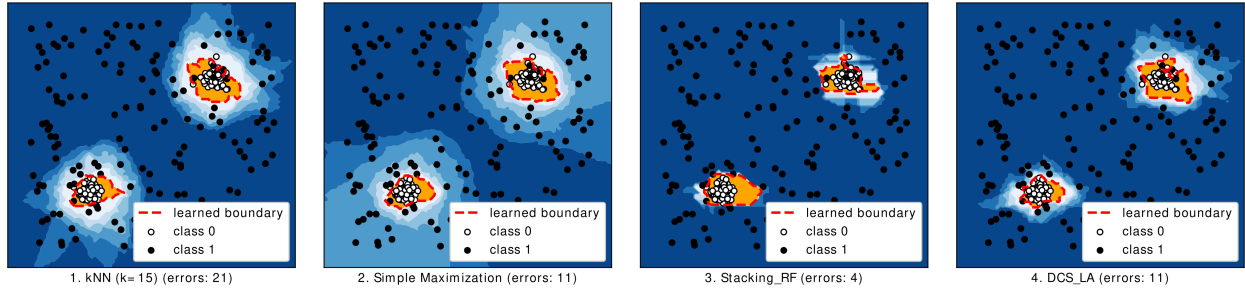 learned boundary
class 0
class 1
learned boundary
class 0
class 1
learned boundary
class 0
class 1
learned boundary
class 0
class 1
1. kNN (k=15) (errors: 21)
2. Simple Maximization (errors: 11)
3. Stacking_RF (errors: 4)
4. DCS_LA (errors: 11)